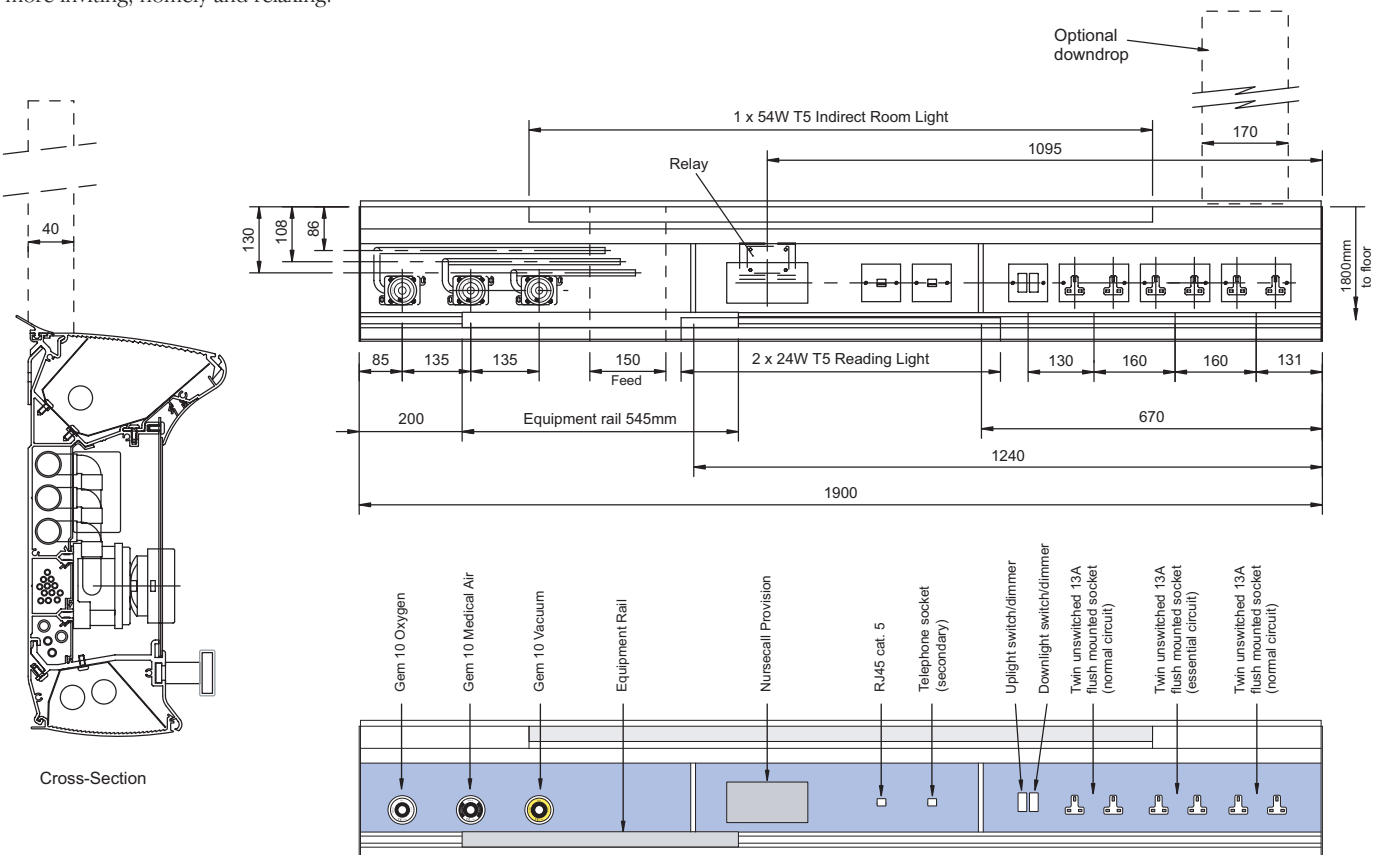 more inviting, homely and relaxing.
Optional
downdrop
1 x 54W T5 Indirect Room Light
170
1095
Relay
40
130
108
86
1800mm
to floor
85
135
135
150
Feed
2 x 24W T5 Reading Light
130
160
160
131
200
Equipment rail 545mm
670
1240
1900
Cross-Section
Gem 10 Oxygen
Gem 10 Medical Air
Gem 10 Vacuum
Equipment Rail
Nursecall Provision
RJ45 cat. 5
Telephone socket
(secondary)
Uplight switch/dimmer
Downlight switch/dimmer
Twin unswitched 13A
flush mounted socket
(normal circuit)
Twin unswitched 13A
flush mounted socket
(essential circuit)
Twin unswitched 13A
flush mounted socket
(normal circuit)